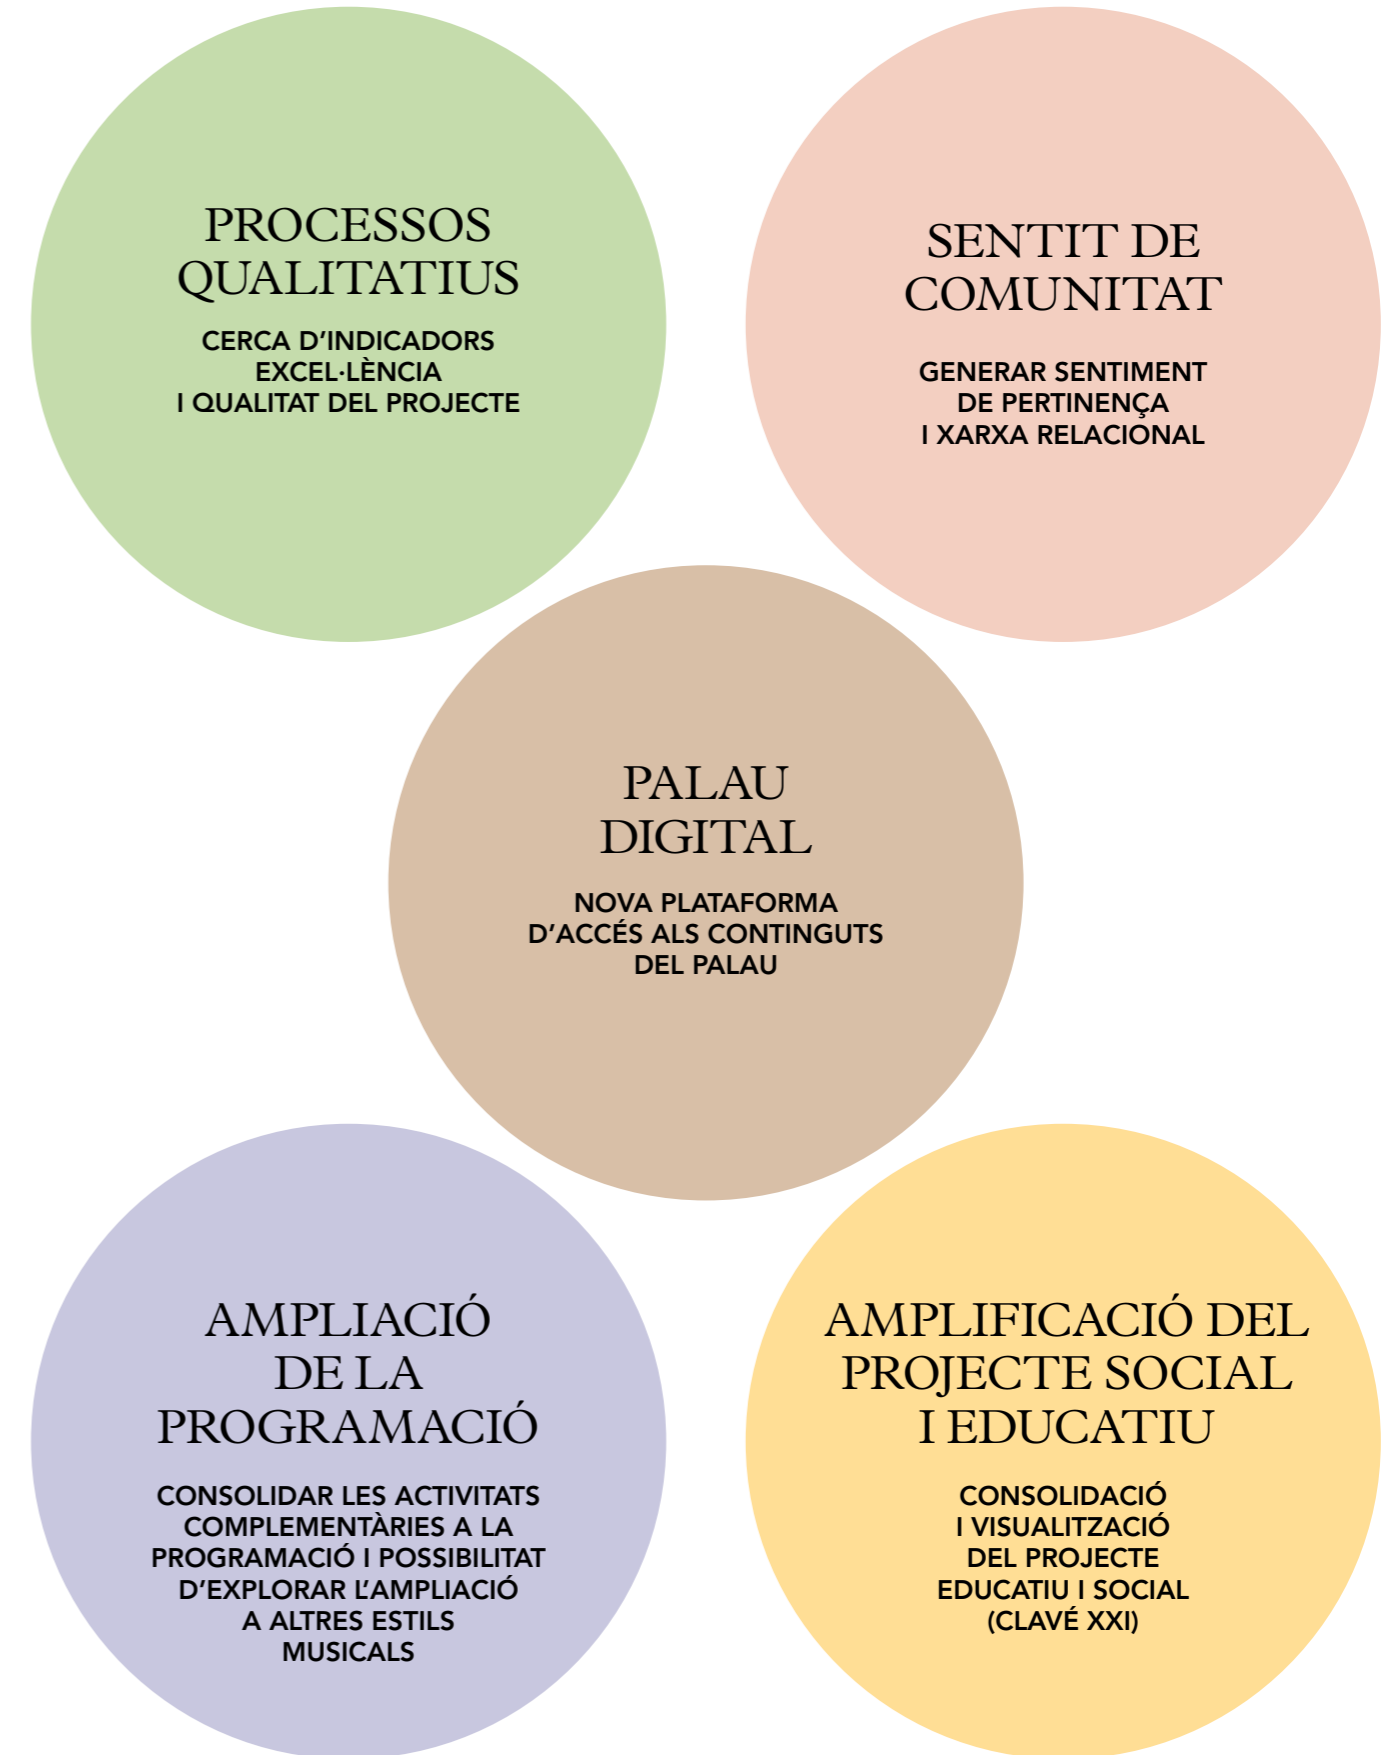 PROCESSOS
QUALITATIUS
CERCA D’INDICADORS
EXCEL·LÈNCIA
I QUALITAT DEL PROJECTE
SENTIT DE
COMUNITAT
GENERAR SENTIMENT
DE PERTINENÇA
I XARXA RELACIONAL
PALAU
DIGITAL
NOVA PLATAFORMA
D’ACCÉS ALS CONTINGUTS
DEL PALAU
AMPLIACIÓ
DE LA
PROGRAMACIÓ
CONSOLIDAR LES ACTIVITATS
COMPLEMENTÀRIES A LA
PROGRAMACIÓ I POSSIBILITAT
D’EXPLORAR L’AMPLIACIÓ
A ALTRES ESTILS
MUSICALS
AMPLIFICACIÓ DEL
PROJECTE SOCIAL
I EDUCATIU
CONSOLIDACIÓ
I VISUALITZACIÓ
DEL PROJECTE
EDUCATIU I SOCIAL
(CLAVÉ XXI)